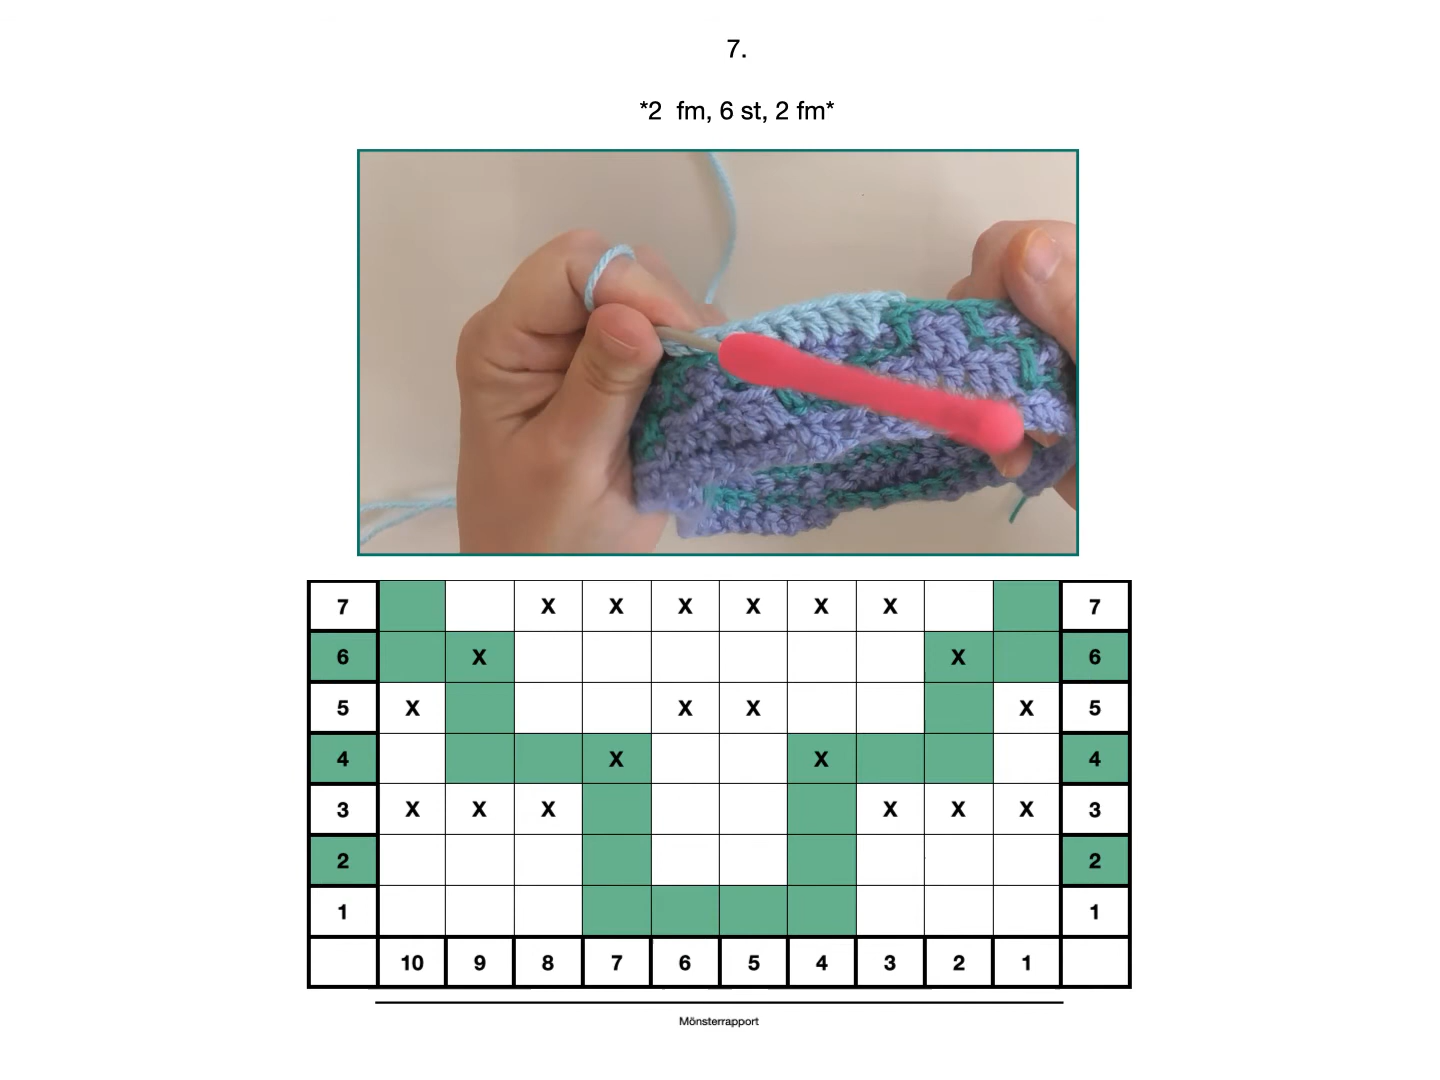 7.
*2 fm, 6 st, 2 fm*
7 X X X X X X 7
6 X X 6
5 X X X X 5
4 X X 4
3 X X X X X X 3
2 2
1 1
10 9 8 7 6 5 4 3 2 1
Mönsterrapport